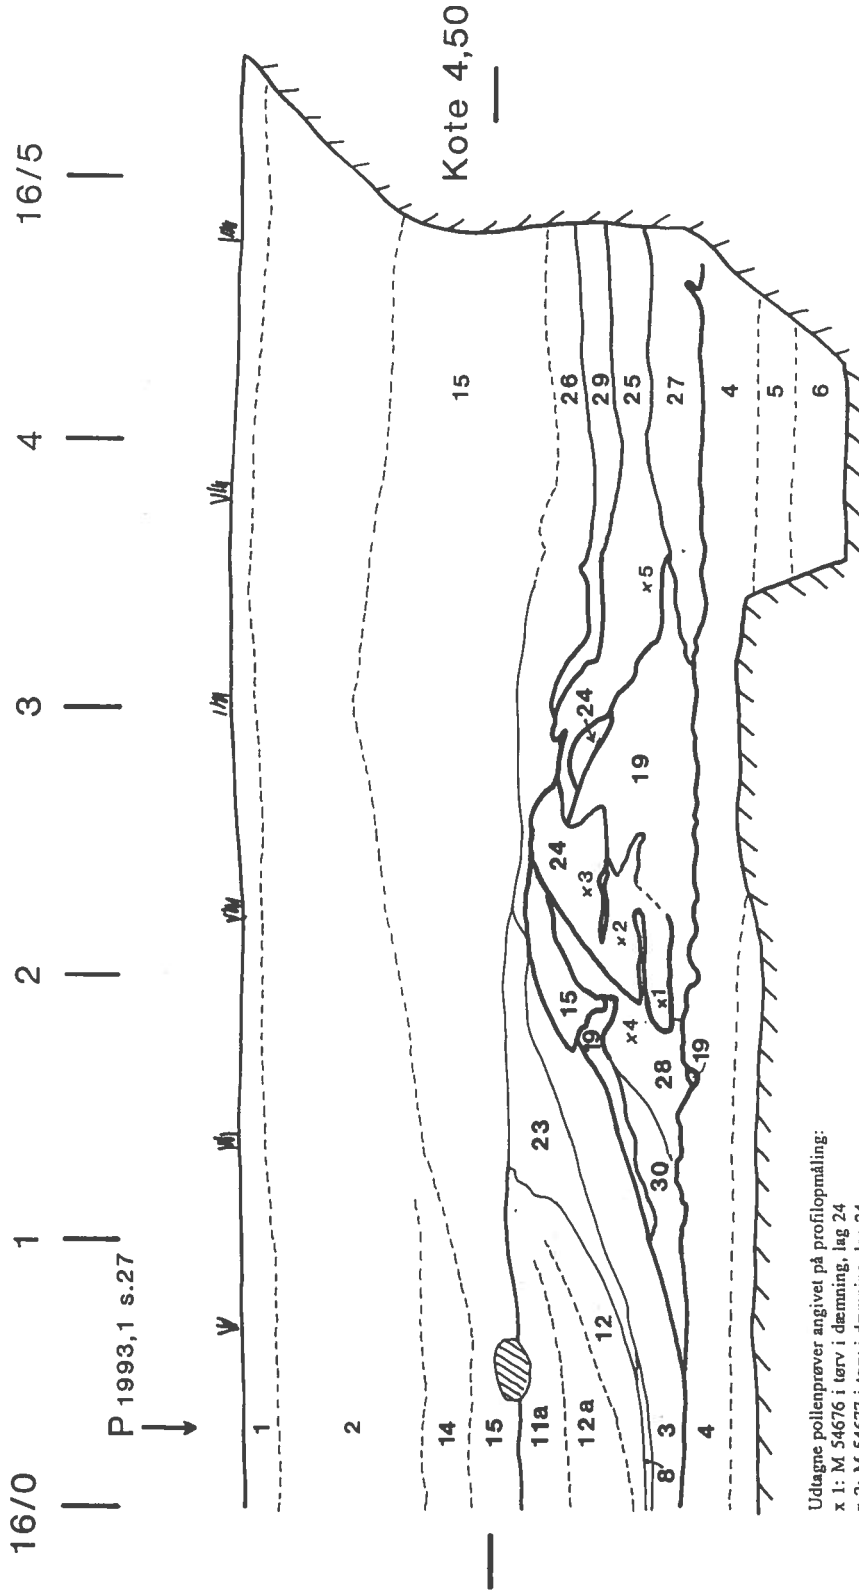 16/0 1 2 3 4 16/5
P 1993,1 s.27
Kote 4,50
1
2
14
15
15
11a
12a
12
23
15
19
24
24
26
29
25
27
x3
x2
x1
x4
x5
19
28
19
30
8
3
4
4
5
6
Udtagne pollenprøver angivet på profilopmåling:
x 1: M 54676 i tørv i dæmning, lag 24